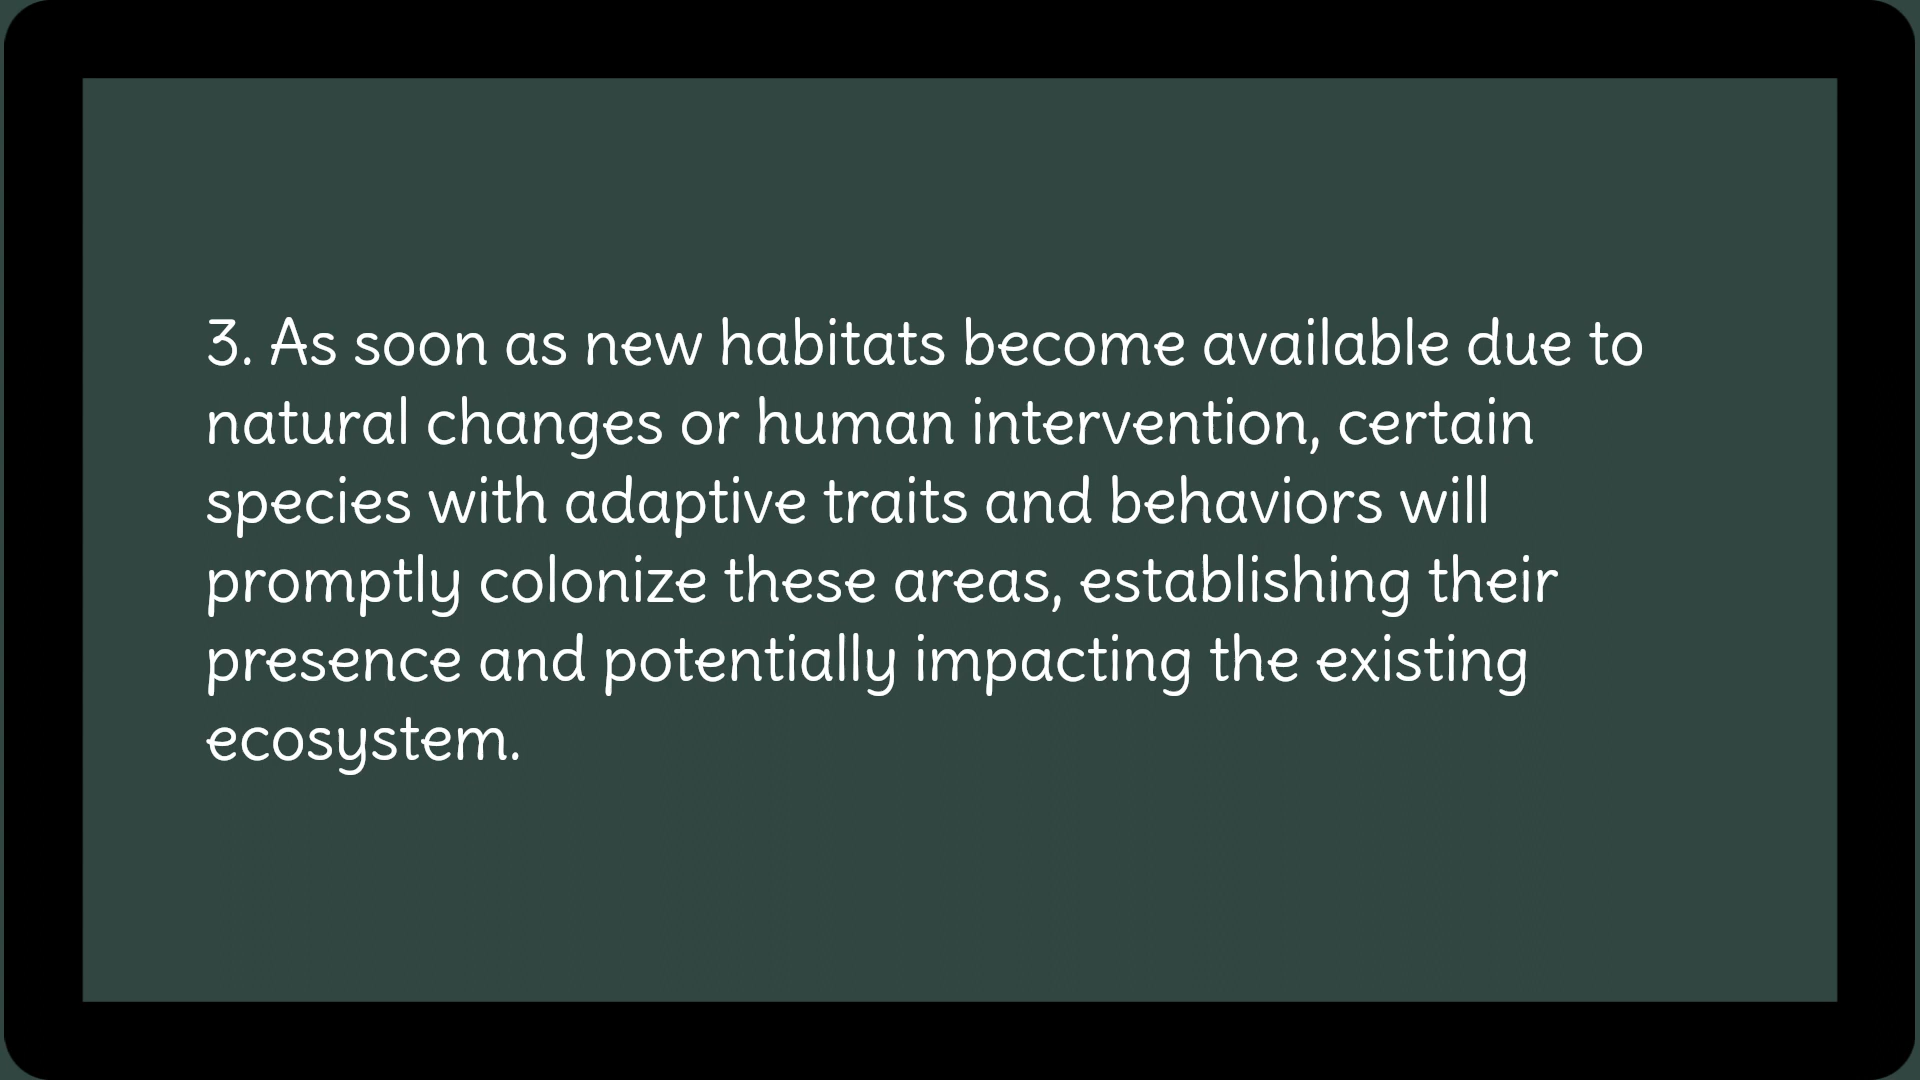 3. As soon as new habitats become available due to
natural changes or human intervention, certain
species with adaptive traits and behaviors will
promptly colonize these areas, establishing their
presence and potentially impacting the existing
ecosystem.